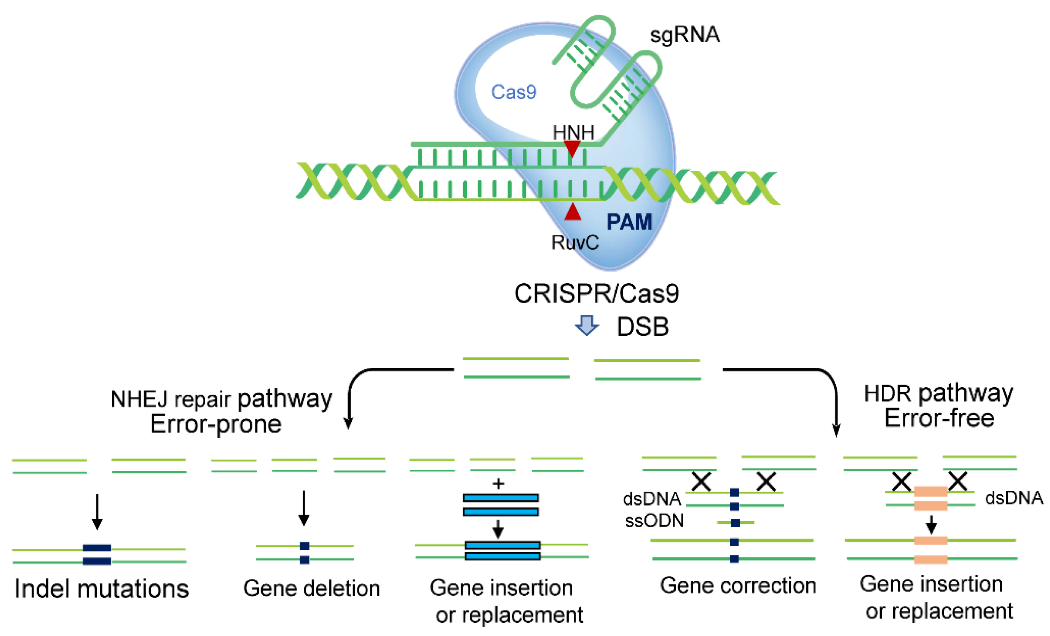 sgRNA
Cas9
HNH
PAM
RuvC
CRISPR/Cas9
DSB
NHEJ repair pathway
Error-prone
HDR pathway
Error-free
+
dsDNA
ssODN
dsDNA
Indel mutations
Gene deletion
Gene insertion
or replacement
Gene correction
Gene insertion
or replacement